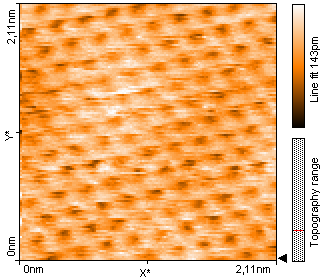 2,11nm
Y*
0nm
0nm
X*
2,11nm
Line fit 143pm
Topography range